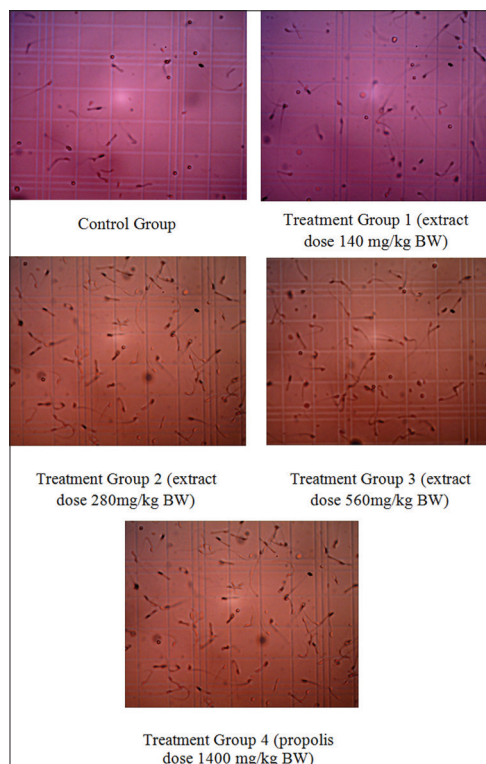 Control Group
Treatment Group 1 (extract
dose 140 mg/kg BW)
Treatment Group 2 (extract
dose 280mg/kg BW)
Treatment Group 3 (extract
dose 560mg/kg BW)
Treatment Group 4 (propolis
dose 1400 mg/kg BW)